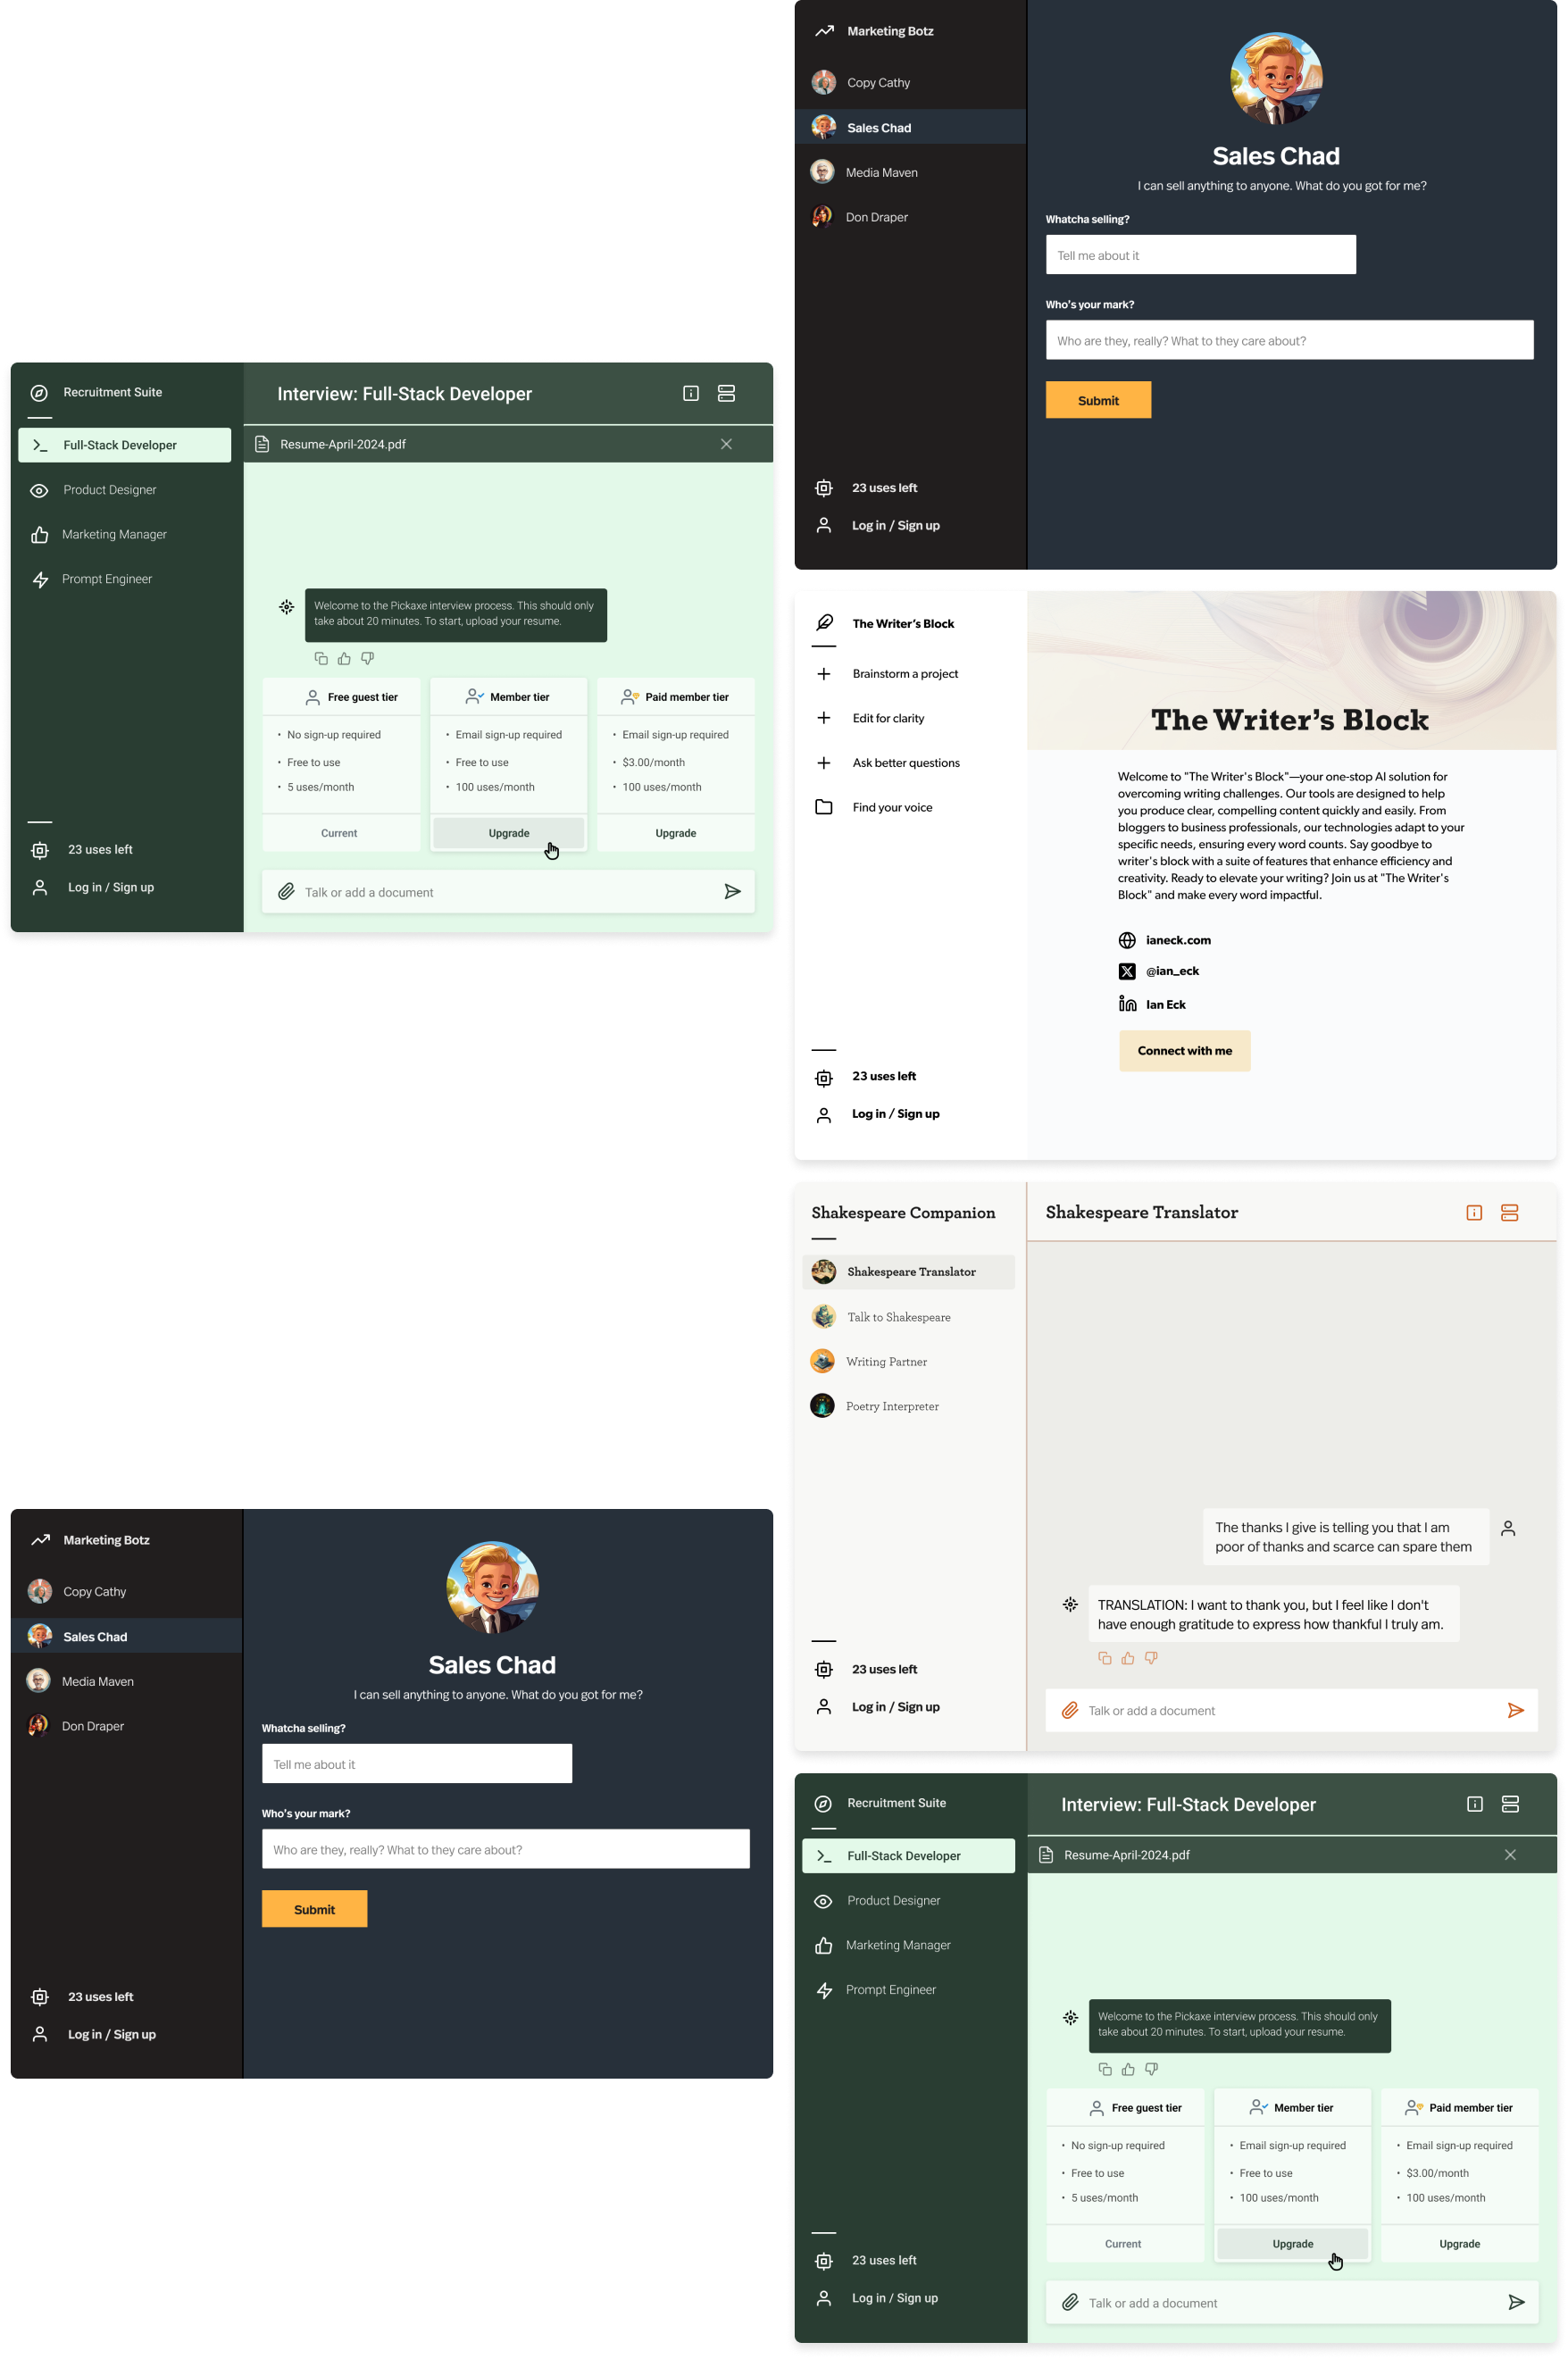 Marketing Botz
Copy Cathy
Sales Chad
Media Maven
Don Draper
23 uses left
Log in / Sign up
Sales Chad
I can sell anything to anyone. What do you got for me?
Whatcha selling?
Tell me about it
Who's your mark?
Who are they, really? What to they care about?
Submit
Recruitment Suite
Full-Stack Developer
Product Designer
Marketing Manager
Prompt Engineer
23 uses left
Log in / Sign up
Interview: Full-Stack Developer
Resume-April-2024.pdf
Welcome to the Pickaxe interview process. This should only
take about 20 minutes. To start, upload your resume.
Free guest tier
• No sign-up required
• Free to use
• 5 uses/month
Current
Member tier
• Email sign-up required
• Free to use
• 100 uses/month
Upgrade
Paid member tier
• Email sign-up required
• $3.00/month
• 100 uses/month
Upgrade
Talk or add a document
The Writer's Block
Brainstorm a project
Edit for clarity
Ask better questions
Find your voice
23 uses left
Log in / Sign up
The Writer's Block
Welcome to "The Writer's Block"—your one-stop AI solution for
overcoming writing challenges. Our tools are designed to help
you produce clear, compelling content quickly and easily. From
bloggers to business professionals, our technologies adapt to your
specific needs, ensuring every word counts. Say goodbye to
writer's block with a suite of features that enhance efficiency and
creativity. Ready to elevate your writing? Join us at "The Writer's
Block" and make every word impactful.
ianeck.com
@ian_eck
Ian Eck
Connect with me
Shakespeare Companion
Shakespeare Translator
Talk to Shakespeare
Writing Partner
Poetry Interpreter
23 uses left
Log in / Sign up
Shakespeare Translator
The thanks I give is telling you that I am
poor of thanks and scarce can spare them
TRANSLATION: I want to thank you, but I feel like I don't
have enough gratitude to express how thankful I truly am.
Talk or add a document
Marketing Botz
Copy Cathy
Sales Chad
Media Maven
Don Draper
23 uses left
Log in / Sign up
Sales Chad
I can sell anything to anyone. What do you got for me?
Whatcha selling?
Tell me about it
Who's your mark?
Who are they, really? What to they care about?
Submit
Recruitment Suite
Full-Stack Developer
Product Designer
Marketing Manager
Prompt Engineer
23 uses left
Log in / Sign up
Interview: Full-Stack Developer
Resume-April-2024.pdf
Welcome to the Pickaxe interview process. This should only
take about 20 minutes. To start, upload your resume.
Free guest tier
• No sign-up required
• Free to use
• 5 uses/month
Current
Member tier
• Email sign-up required
• Free to use
• 100 uses/month
Upgrade
Paid member tier
• Email sign-up required
• $3.00/month
• 100 uses/month
Upgrade
Talk or add a document